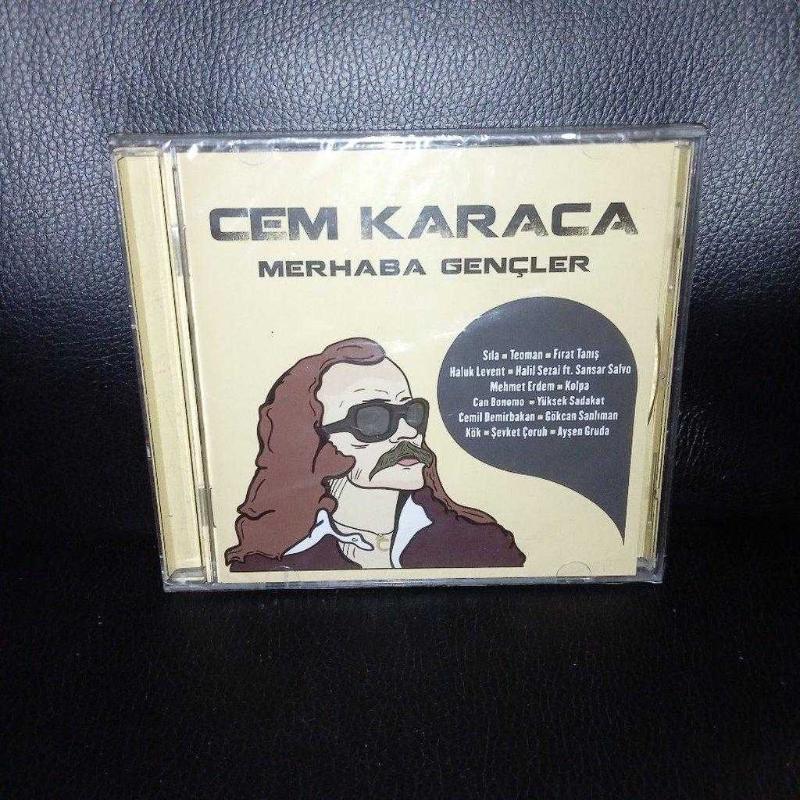 CEM KARACA
MERHABA GENÇLER
Sıla - Teoman - Fırat Tanış
Haluk Levent - Halil Sezai ft. Sansar Salvo
Mehmet Erdem - Kolpa
Can Bonomo - Yüksek Sadakat
Cemil Demirbakan - Gökcan Sanlıman
Kök - Şevket Çoruh - Ayşen Gruda